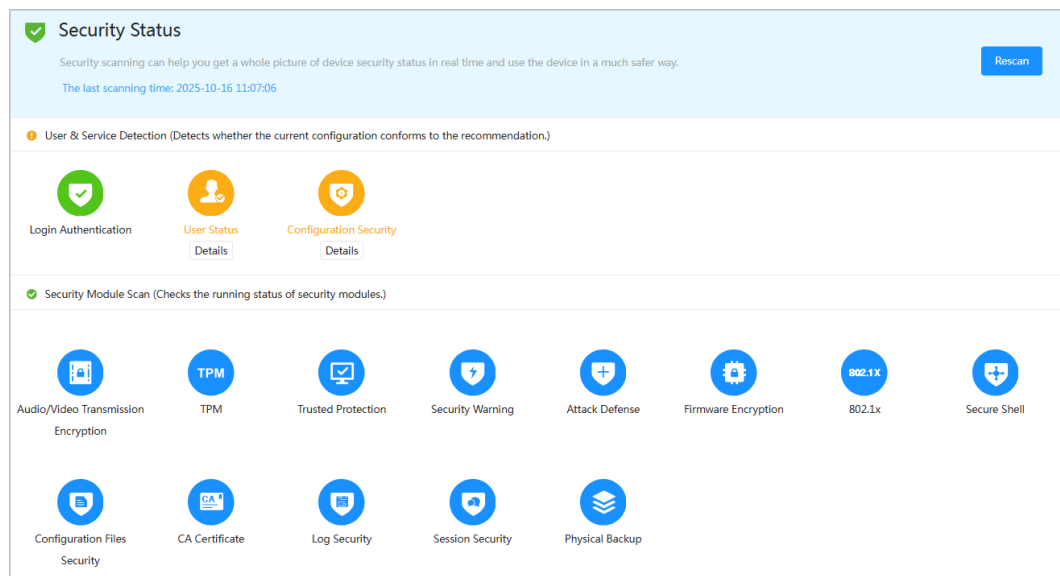 Security Status
Security scanning can help you get a whole picture of device security status in real time and use the device in a much safer way.
Rescan
The last scanning time: 2025-10-16 11:07:06
User & Service Detection (Detects whether the current configuration conforms to the recommendation.)
Login Authentication
User Status
Configuration Security
Details
Details
Security Module Scan (Checks the running status of security modules.)
TPM
802.1X
Audio/Video Transmission
Encryption
TPM
Trusted Protection
Security Warning
Attack Defense
Firmware Encryption
802.1x
Secure Shell
CA
Configuration Files
Security
CA Certificate
Log Security
Session Security
Physical Backup